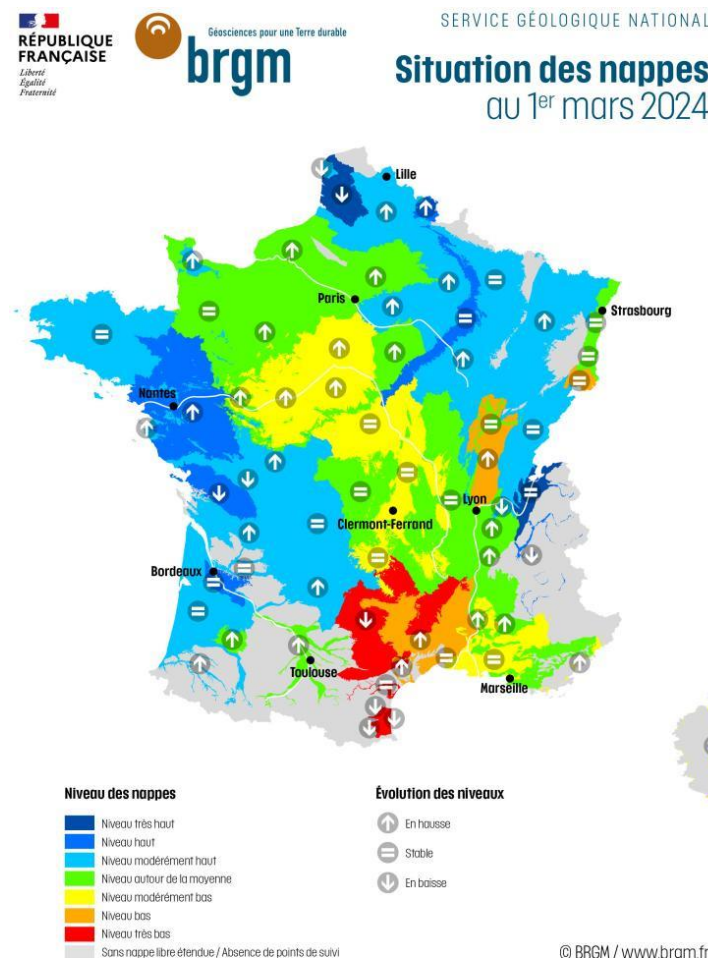 RÉPUBLIQUE
FRANÇAISE
Liberté
Égalité
Fraternité
Géosciences pour une Terre durable
brgm
SERVICE GÉOLOGIQUE NATIONAL
Situation des nappes
au 1er mars 2024
Lille
Paris
Strasbourg
Nantes
Lyon
Clermont-Ferrand
Bordeaux
Toulouse
Marseille
Niveau des nappes
Niveau très haut
Niveau haut
Niveau modérément haut
Niveau autour de la moyenne
Niveau modérément bas
Niveau bas
Niveau très bas
Sans nappe libre étendue / Absence de points de suivi
Évolution des niveaux
En hausse
Stable
En baisse
© BRGM / www.brgm.fr